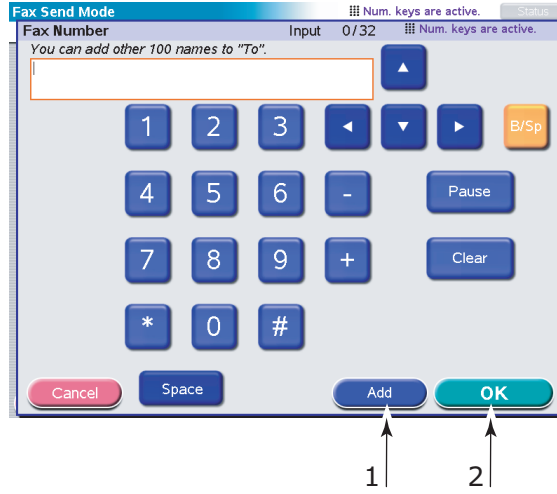 Fax Send Mode Num. keys are active. Status
Fax Number Input 0/32 Num. keys are active.
You can add other 100 names to "To".
1 2 3 B/Sp
4 5 6 - Pause
7 8 9 + Clear
* 0 #
Cancel Space Add OK
1 2